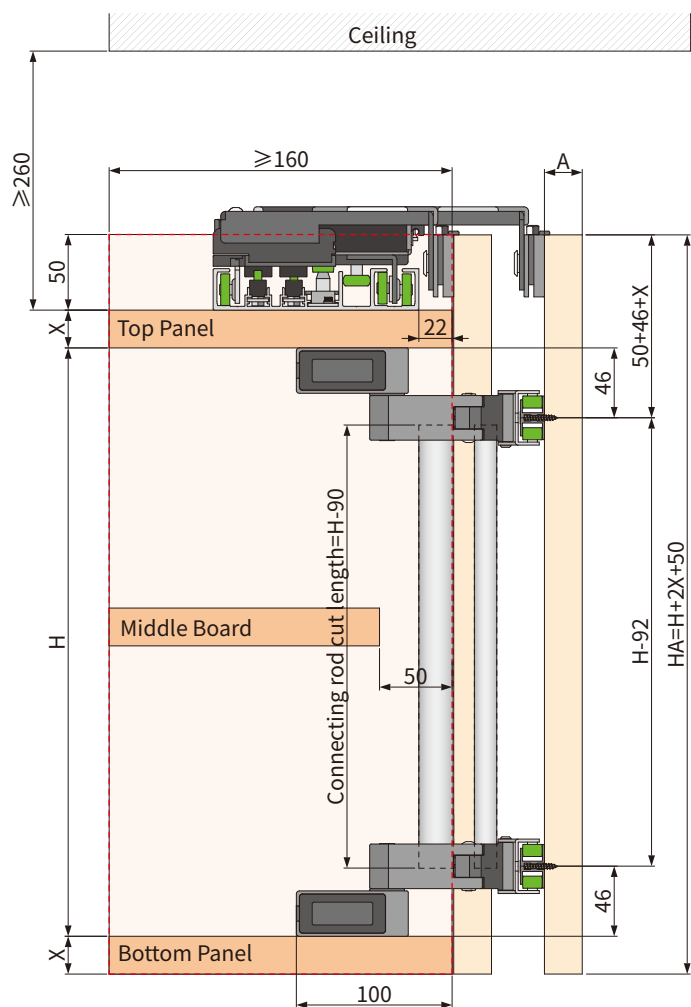 Ceiling
≥260
≥160
A
50
50+46+X
X
Top Panel
22
46
Connecting rod cut length=H-90
H
Middle Board
50
H-92
HA=H+2X+50
46
X
Bottom Panel
100